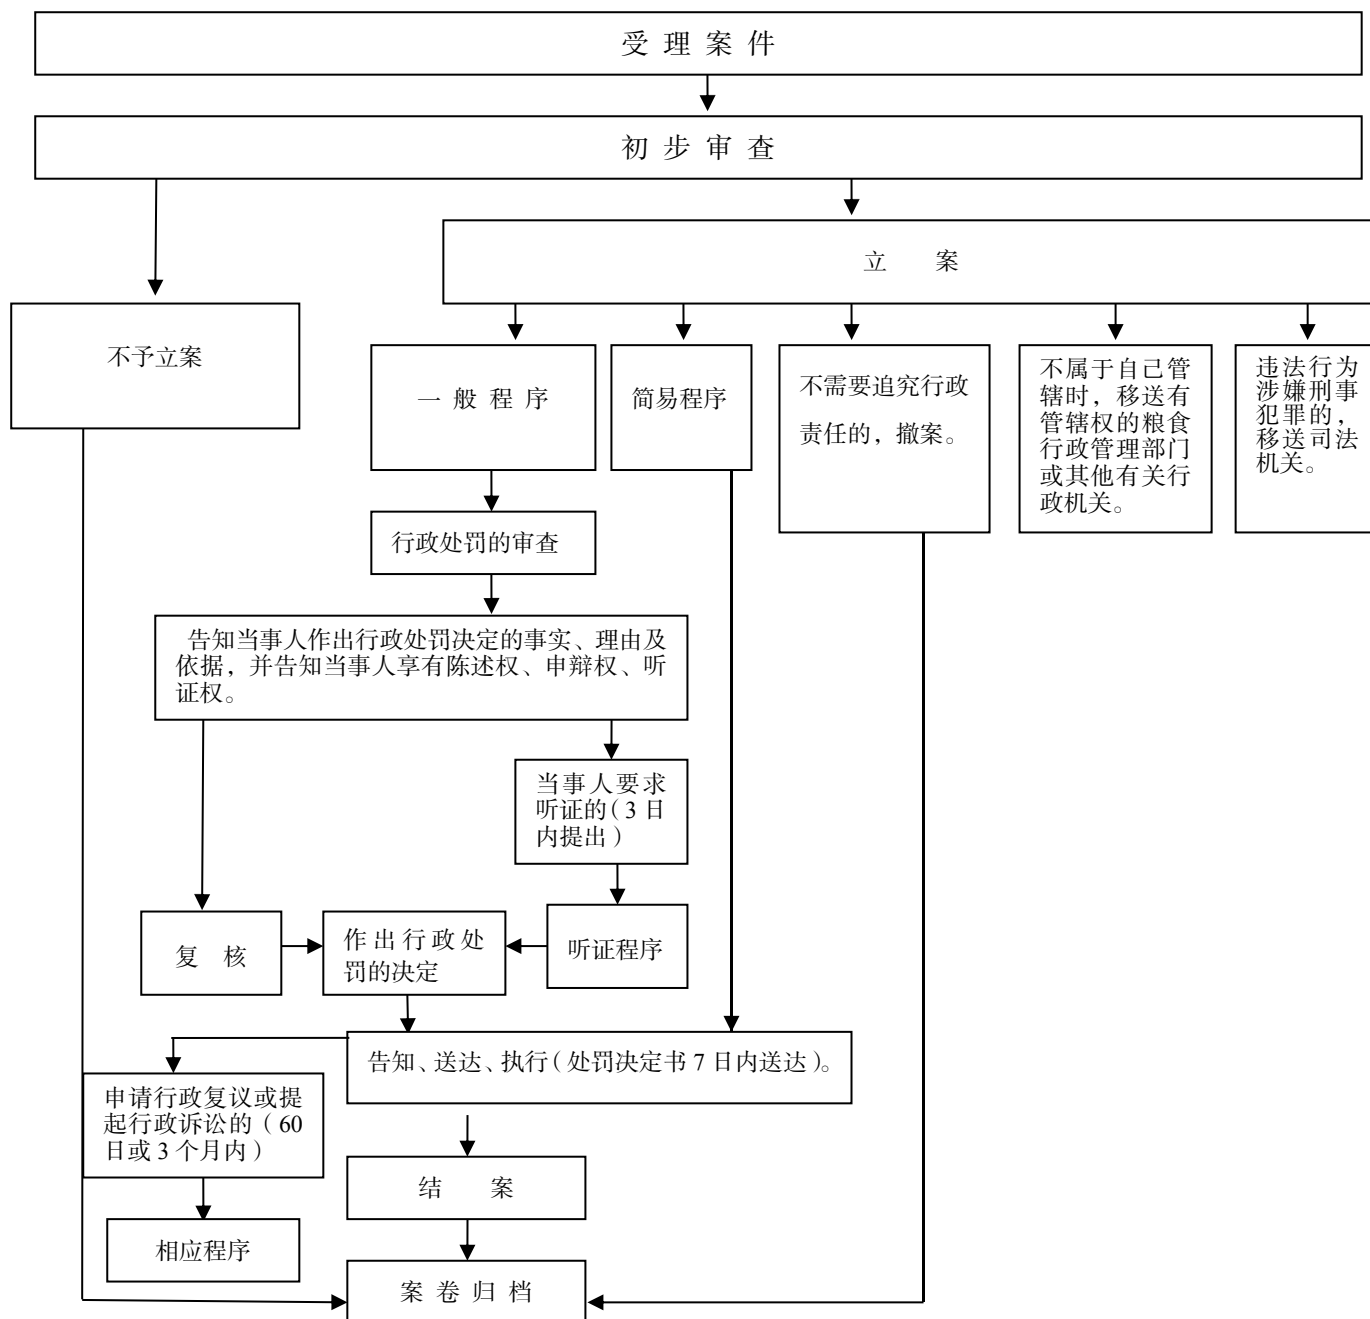 受理案件
初步审查
立 案
不予立案
一般程序
简易程序
不需要追究行政
责任的，撤案。
不属于自己管
辖时，移送有
管辖权的粮食
行政管理部门
或其他有关行
政机关。
违法行为
涉嫌刑事
犯罪的，
移送司法
机关。
行政处罚的审查
告知当事人作出行政处罚决定的事实、理由及
依据，并告知当事人享有陈述权、申辩权、听
证权。
当事人要求
听证的（3 日
内提出）
复 核
作出行政处
罚的决定
听证程序
告知、送达、执行（处罚决定书 7 日内送达）。
申请行政复议或提
起行政诉讼的（60
日或 3 个月内）
结 案
相应程序
案卷归档